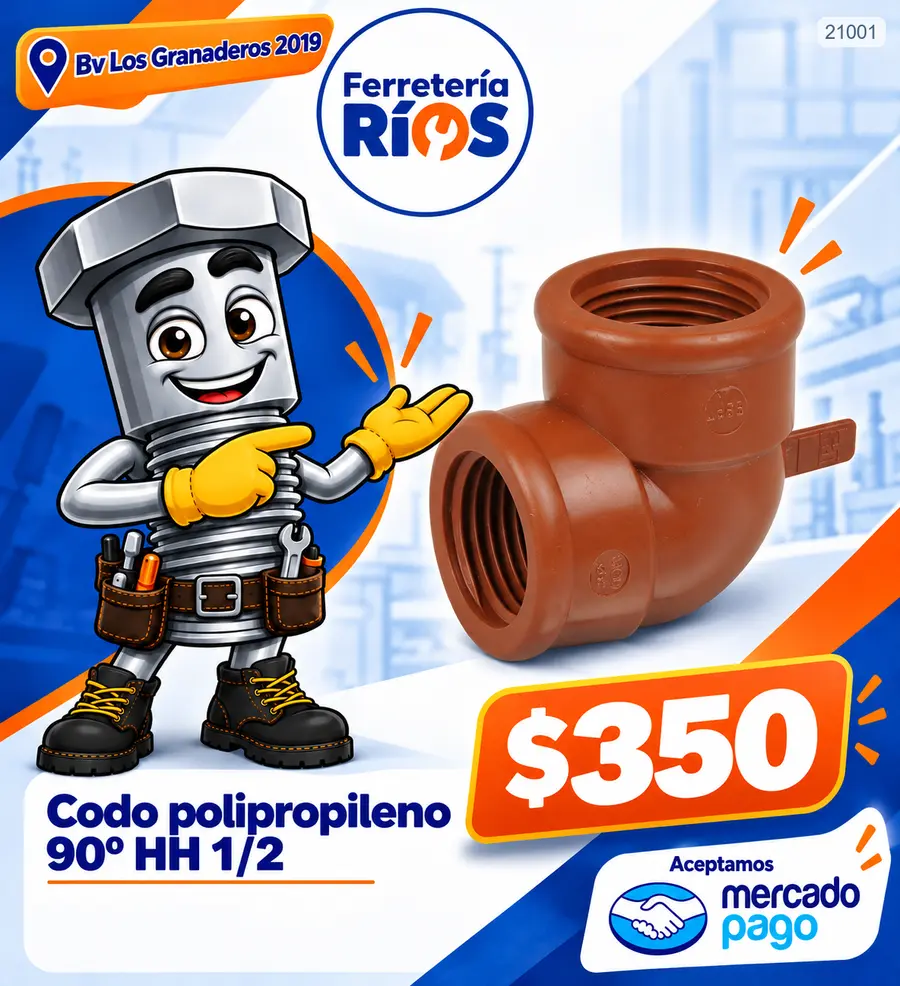 Bv Los Granaderos 2019
21001
Ferretería
RÍOS
$350
Codo polipropileno
90º HH 1/2
Aceptamos
mercado
pago